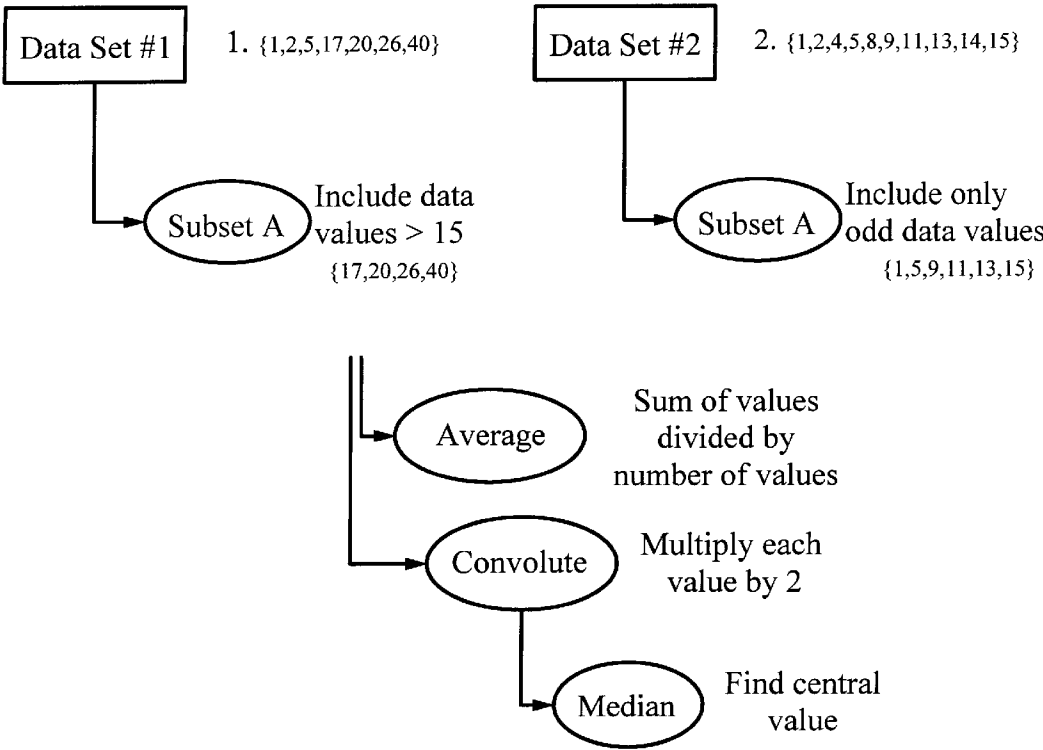 Data Set #1
1. {1,2,5,17,20,26,40}
Data Set #2
2. {1,2,4,5,8,9,11,13,14,15}
Subset A
Include data
values > 15
{17,20,26,40}
Subset A
Include only
odd data values
{1,5,9,11,13,15}
Average
Sum of values
divided by
number of values
Convolute
Multiply each
value by 2
Median
Find central
value